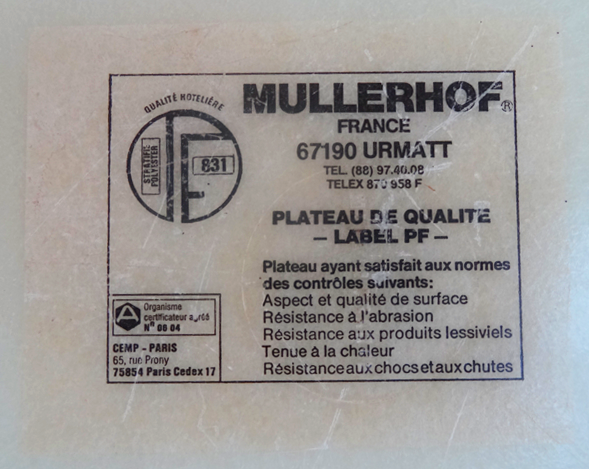 QUALITÉ HOTELIÈRE
STRATIFIE
POLYESTER
PF
831
MULLERHOF®
FRANCE
67190 URMATT
TEL. (88) 97.40.08
TELEX 870 958 F
PLATEAU DE QUALITE
– LABEL PF –
Plateau ayant satisfait aux normes
des contrôles suivants:
Aspect et qualité de surface
Résistance à l'abrasion
Résistance aux produits lessiviels
Tenue à la chaleur
Résistance aux chocs et aux chutes
A
Organisme
certificateur agréé
N° 00 04
CEMP - PARIS
65, rue Prony
75854 Paris Cedex 17